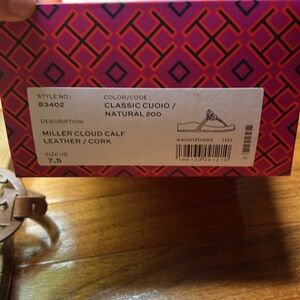 STYLE NO: COLOR/CODE:
83402 CLASSIC CUOIO /
NATURAL 200
DESCRIPTION
MILLER CLOUD CALF
LEATHER / CORK
SIZE US
7.5